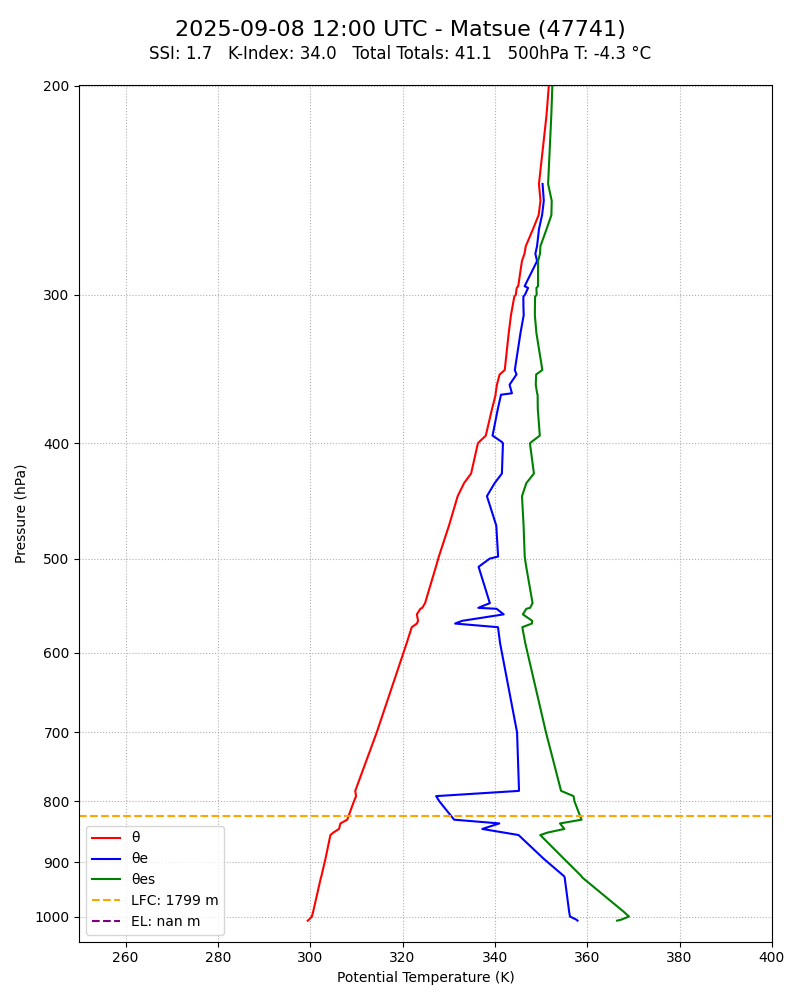 2025-09-08 12:00 UTC - Matsue (47741)
SSI: 1.7   K-Index: 34.0   Total Totals: 41.1   500hPa T: -4.3 °C
200
300
400
500
600
700
800
900
1000
Pressure (hPa)
θ
θe
θes
LFC: 1799 m
EL: nan m
260
280
300
320
340
360
380
400
Potential Temperature (K)